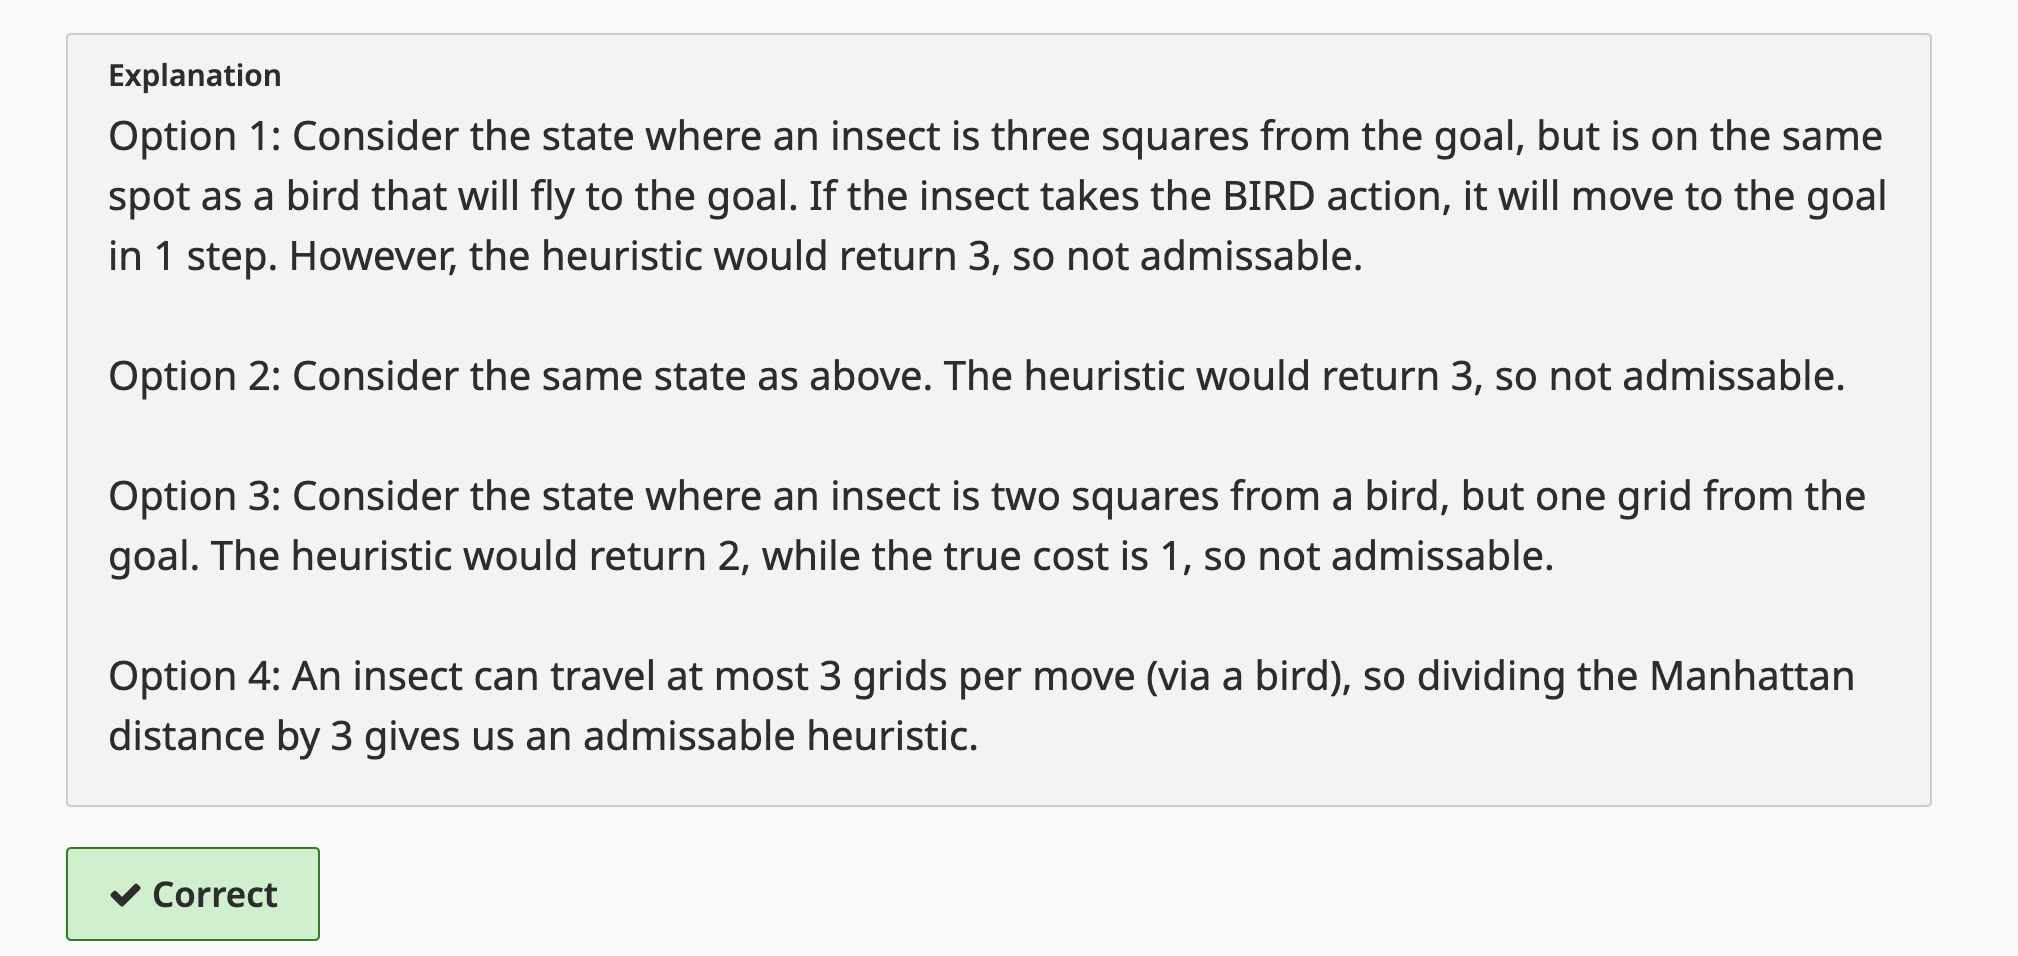 Explanation
Option 1: Consider the state where an insect is three squares from the goal, but is on the same
spot as a bird that will fly to the goal. If the insect takes the BIRD action, it will move to the goal
in 1 step. However, the heuristic would return 3, so not admissable.
Option 2: Consider the same state as above. The heuristic would return 3, so not admissable.
Option 3: Consider the state where an insect is two squares from a bird, but one grid from the
goal. The heuristic would return 2, while the true cost is 1, so not admissable.
Option 4: An insect can travel at most 3 grids per move (via a bird), so dividing the Manhattan
distance by 3 gives us an admissable heuristic.
Correct